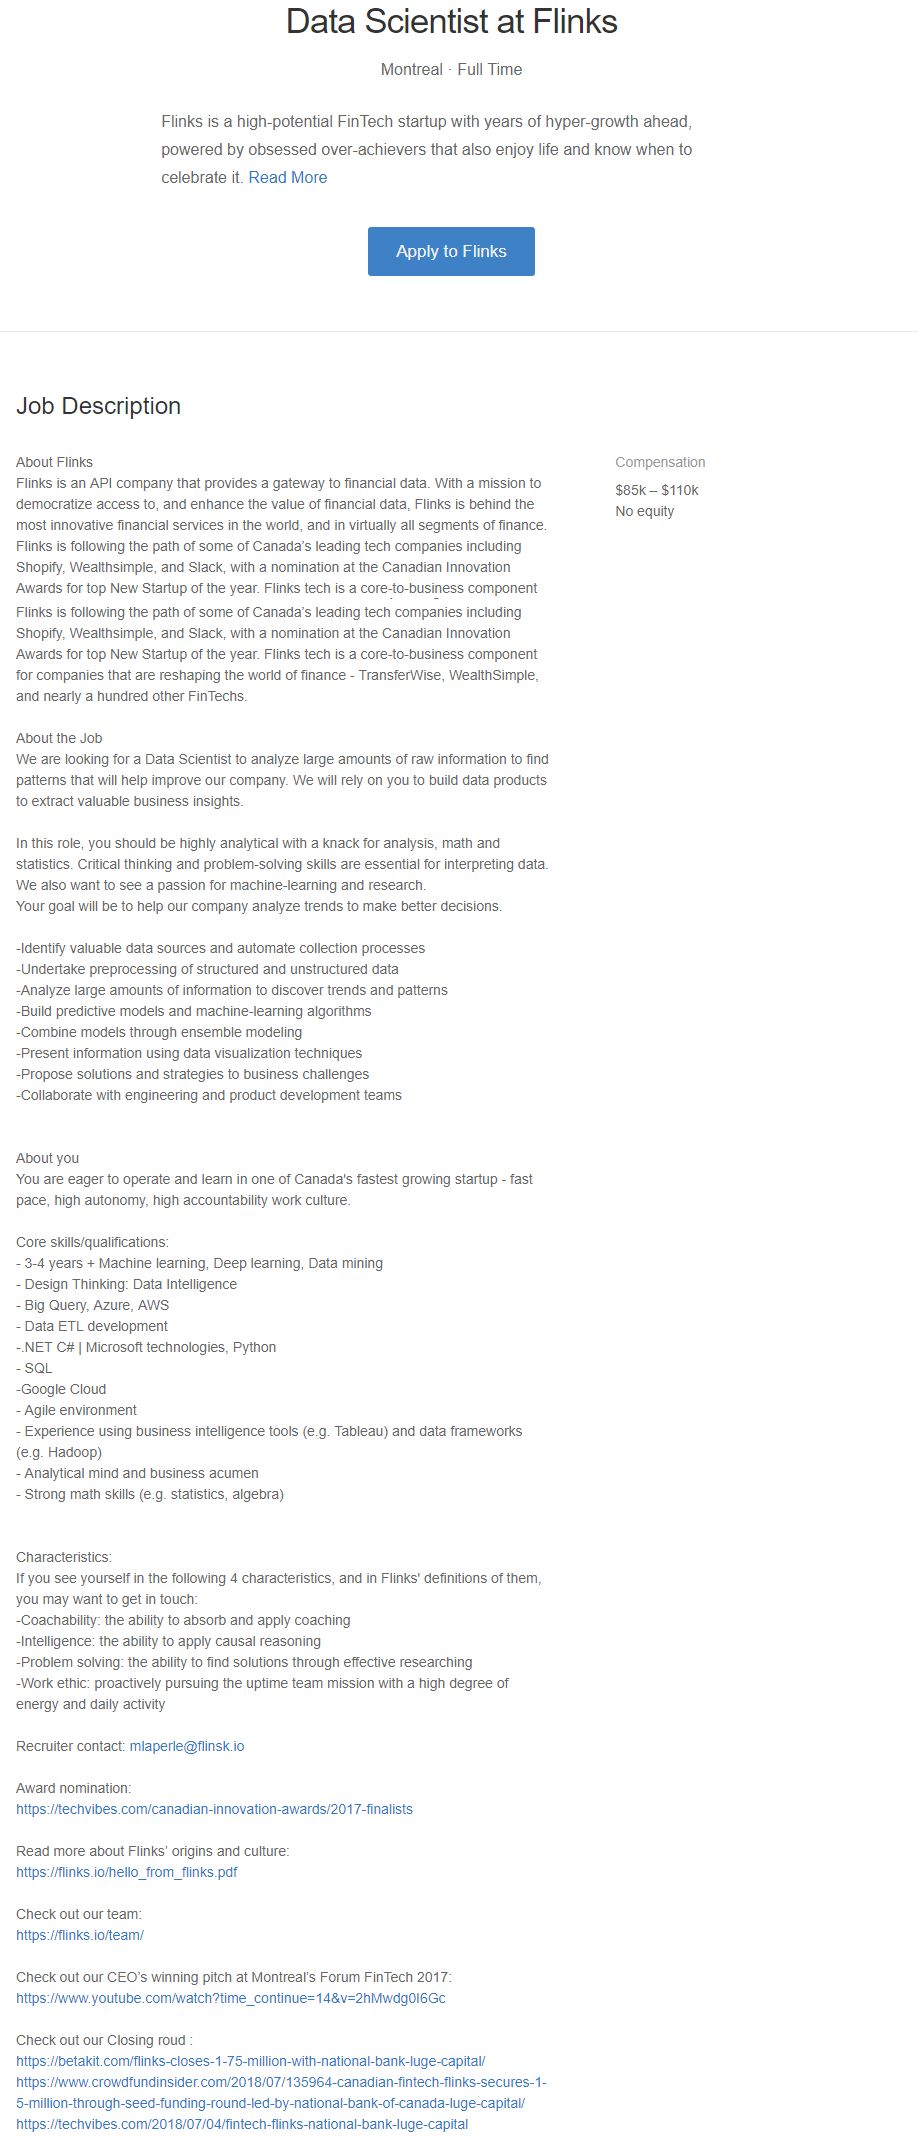 Data Scientist at Flinks
Montreal · Full Time
Flinks is a high-potential FinTech startup with years of hyper-growth ahead,
powered by obsessed over-achievers that also enjoy life and know when to
celebrate it. Read More
Apply to Flinks
Job Description
About Flinks
Flinks is an API company that provides a gateway to financial data. With a mission to
democratize access to, and enhance the value of financial data, Flinks is behind the
most innovative financial services in the world, and in virtually all segments of finance.
Flinks is following the path of some of Canada's leading tech companies including
Shopify, Wealthsimple, and Slack, with a nomination at the Canadian Innovation
Awards for top New Startup of the year. Flinks tech is a core-to-business component
Flinks is following the path of some of Canada's leading tech companies including
Shopify, Wealthsimple, and Slack, with a nomination at the Canadian Innovation
Awards for top New Startup of the year. Flinks tech is a core-to-business component
for companies that are reshaping the world of finance - TransferWise, WealthSimple,
and nearly a hundred other FinTechs.
About the Job
We are looking for a Data Scientist to analyze large amounts of raw information to find
patterns that will help improve our company. We will rely on you to build data products
to extract valuable business insights.
In this role, you should be highly analytical with a knack for analysis, math and
statistics. Critical thinking and problem-solving skills are essential for interpreting data.
We also want to see a passion for machine-learning and research.
Your goal will be to help our company analyze trends to make better decisions.
-Identify valuable data sources and automate collection processes
-Undertake preprocessing of structured and unstructured data
-Analyze large amounts of information to discover trends and patterns
-Build predictive models and machine-learning algorithms
-Combine models through ensemble modeling
-Present information using data visualization techniques
-Propose solutions and strategies to business challenges
-Collaborate with engineering and product development teams
About you
You are eager to operate and learn in one of Canada's fastest growing startup - fast
pace, high autonomy, high accountability work culture.
Core skills/qualifications:
- 3-4 years + Machine learning, Deep learning, Data mining
- Design Thinking: Data Intelligence
- Big Query, Azure, AWS
- Data ETL development
-.NET C# | Microsoft technologies, Python
- SQL
-Google Cloud
- Agile environment
- Experience using business intelligence tools (e.g. Tableau) and data frameworks
(e.g. Hadoop)
- Analytical mind and business acumen
- Strong math skills (e.g. statistics, algebra)
Characteristics:
If you see yourself in the following 4 characteristics, and in Flinks' definitions of them,
you may want to get in touch:
-Coachability: the ability to absorb and apply coaching
-Intelligence: the ability to apply causal reasoning
-Problem solving: the ability to find solutions through effective researching
-Work ethic: proactively pursuing the uptime team mission with a high degree of
energy and daily activity
Recruiter contact: mlaperle@flinsk.io
Award nomination:
https://techvibes.com/canadian-innovation-awards/2017-finalists
Read more about Flinks' origins and culture:
https://flinks.io/hello_from_flinks.pdf
Check out our team:
https://flinks.io/team/
Check out our CEO's winning pitch at Montreal's Forum FinTech 2017:
https://www.youtube.com/watch?time_continue=14&v=2hMwdg0I6Gc
Check out our Closing roud :
https://betakit.com/flinks-closes-1-75-million-with-national-bank-luge-capital/
https://www.crowdfundinsider.com/2018/07/135964-canadian-fintech-flinks-secures-1-
5-million-through-seed-funding-round-led-by-national-bank-of-canada-luge-capital/
https://techvibes.com/2018/07/04/fintech-flinks-national-bank-luge-capital
Compensation
$85k – $110k
No equity